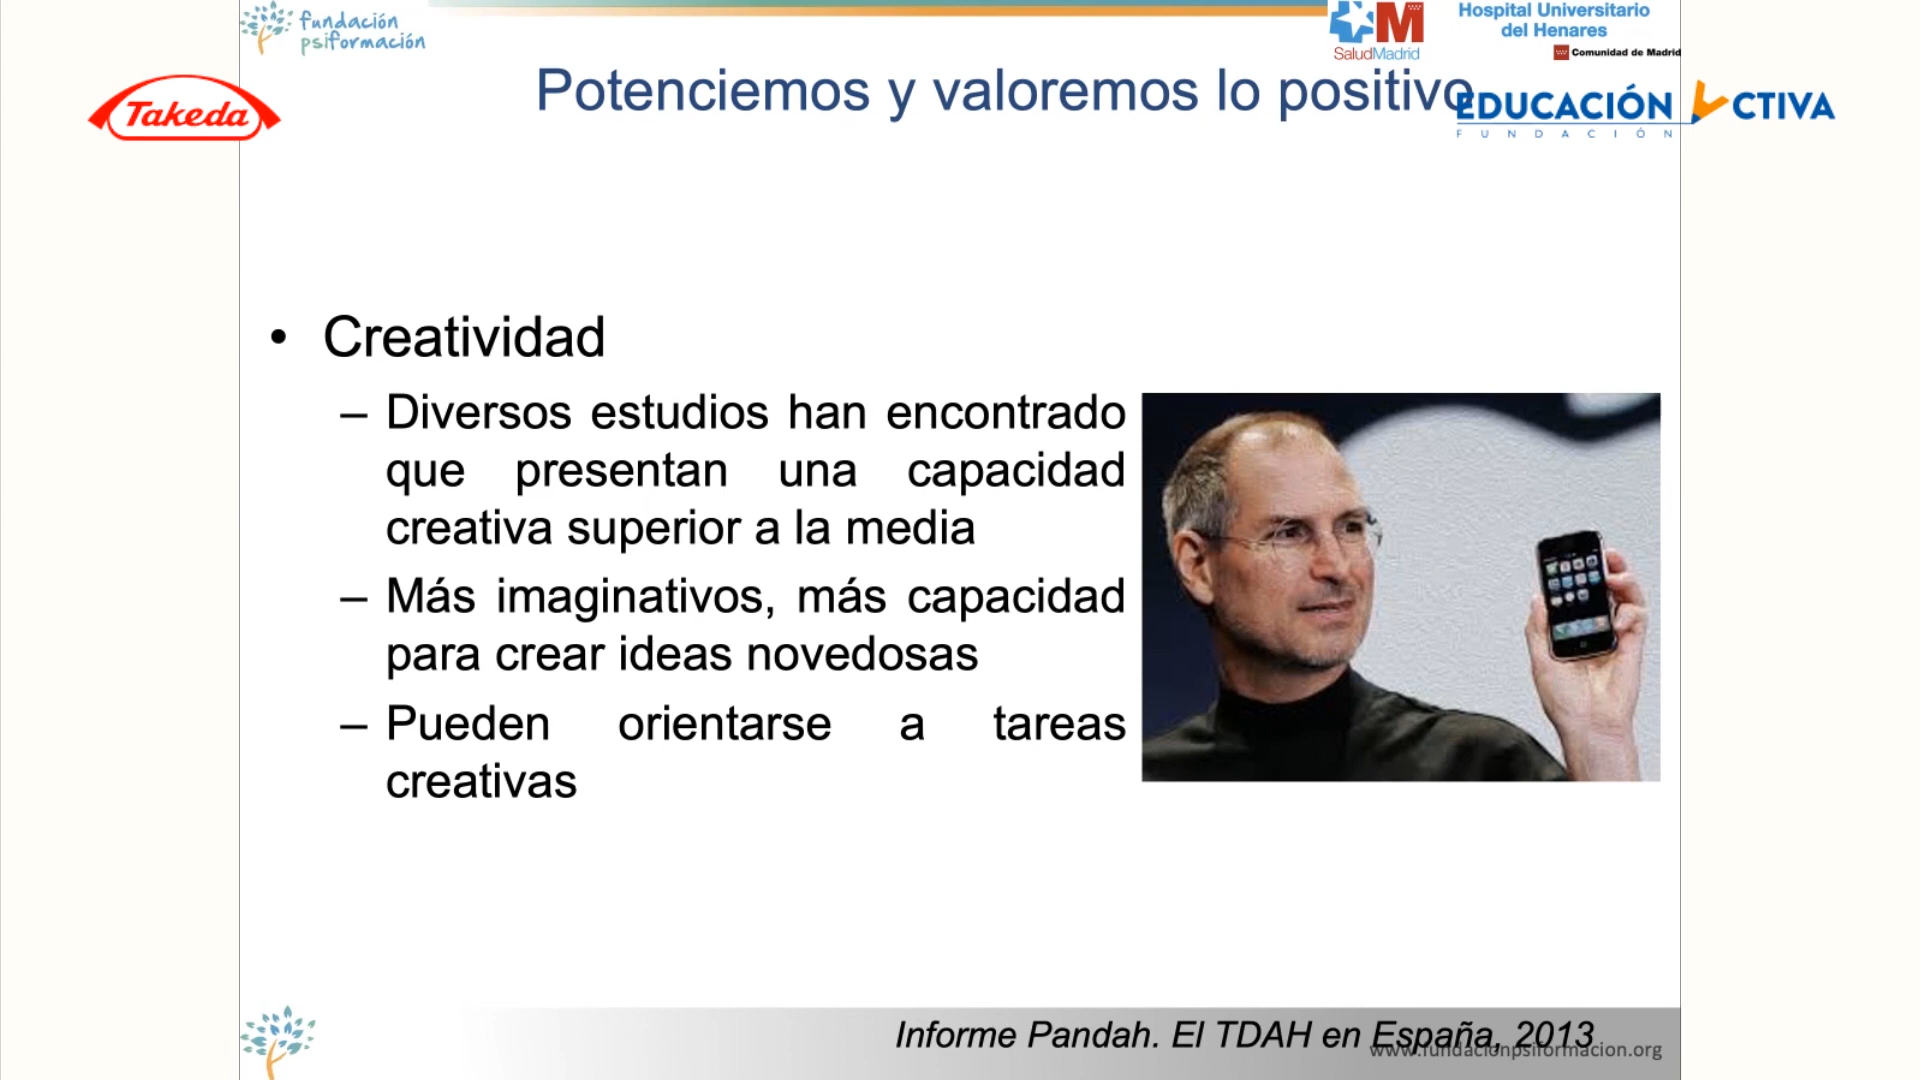 fundación
psiformación
SaludMadrid
Hospital Universitario
del Henares
Comunidad de Madrid
Takeda
Potenciemos y valoremos lo positivo
EDUCACIÓN ACTIVA
FUNDACIÓN
• Creatividad
– Diversos estudios han encontrado
que presentan una capacidad
creativa superior a la media
– Más imaginativos, más capacidad
para crear ideas novedosas
– Pueden orientarse a tareas
creativas
Informe Pandah. El TDAH en España, 2013
www.fundacionpsiformacion.org